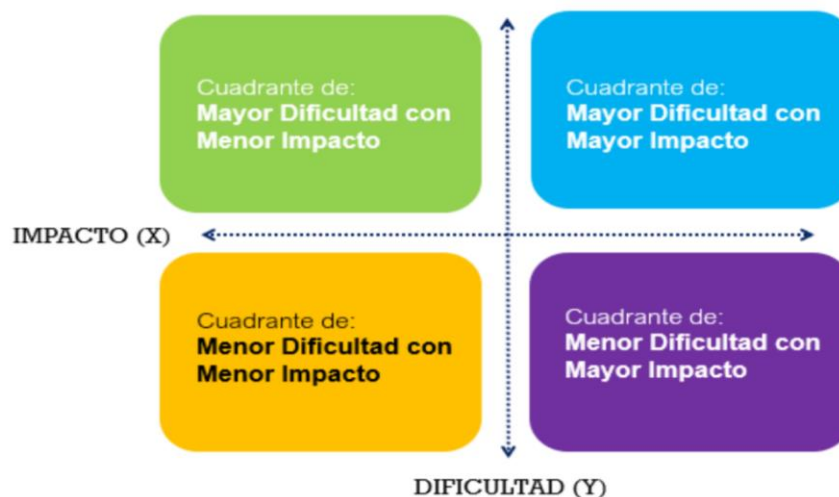 Cuadrante de:
Mayor Dificultad con
Menor Impacto
Cuadrante de:
Mayor Dificultad con
Mayor Impacto
IMPACTO (X)
Cuadrante de:
Menor Dificultad con
Menor Impacto
Cuadrante de:
Menor Dificultad con
Mayor Impacto
DIFICULTAD (Y)